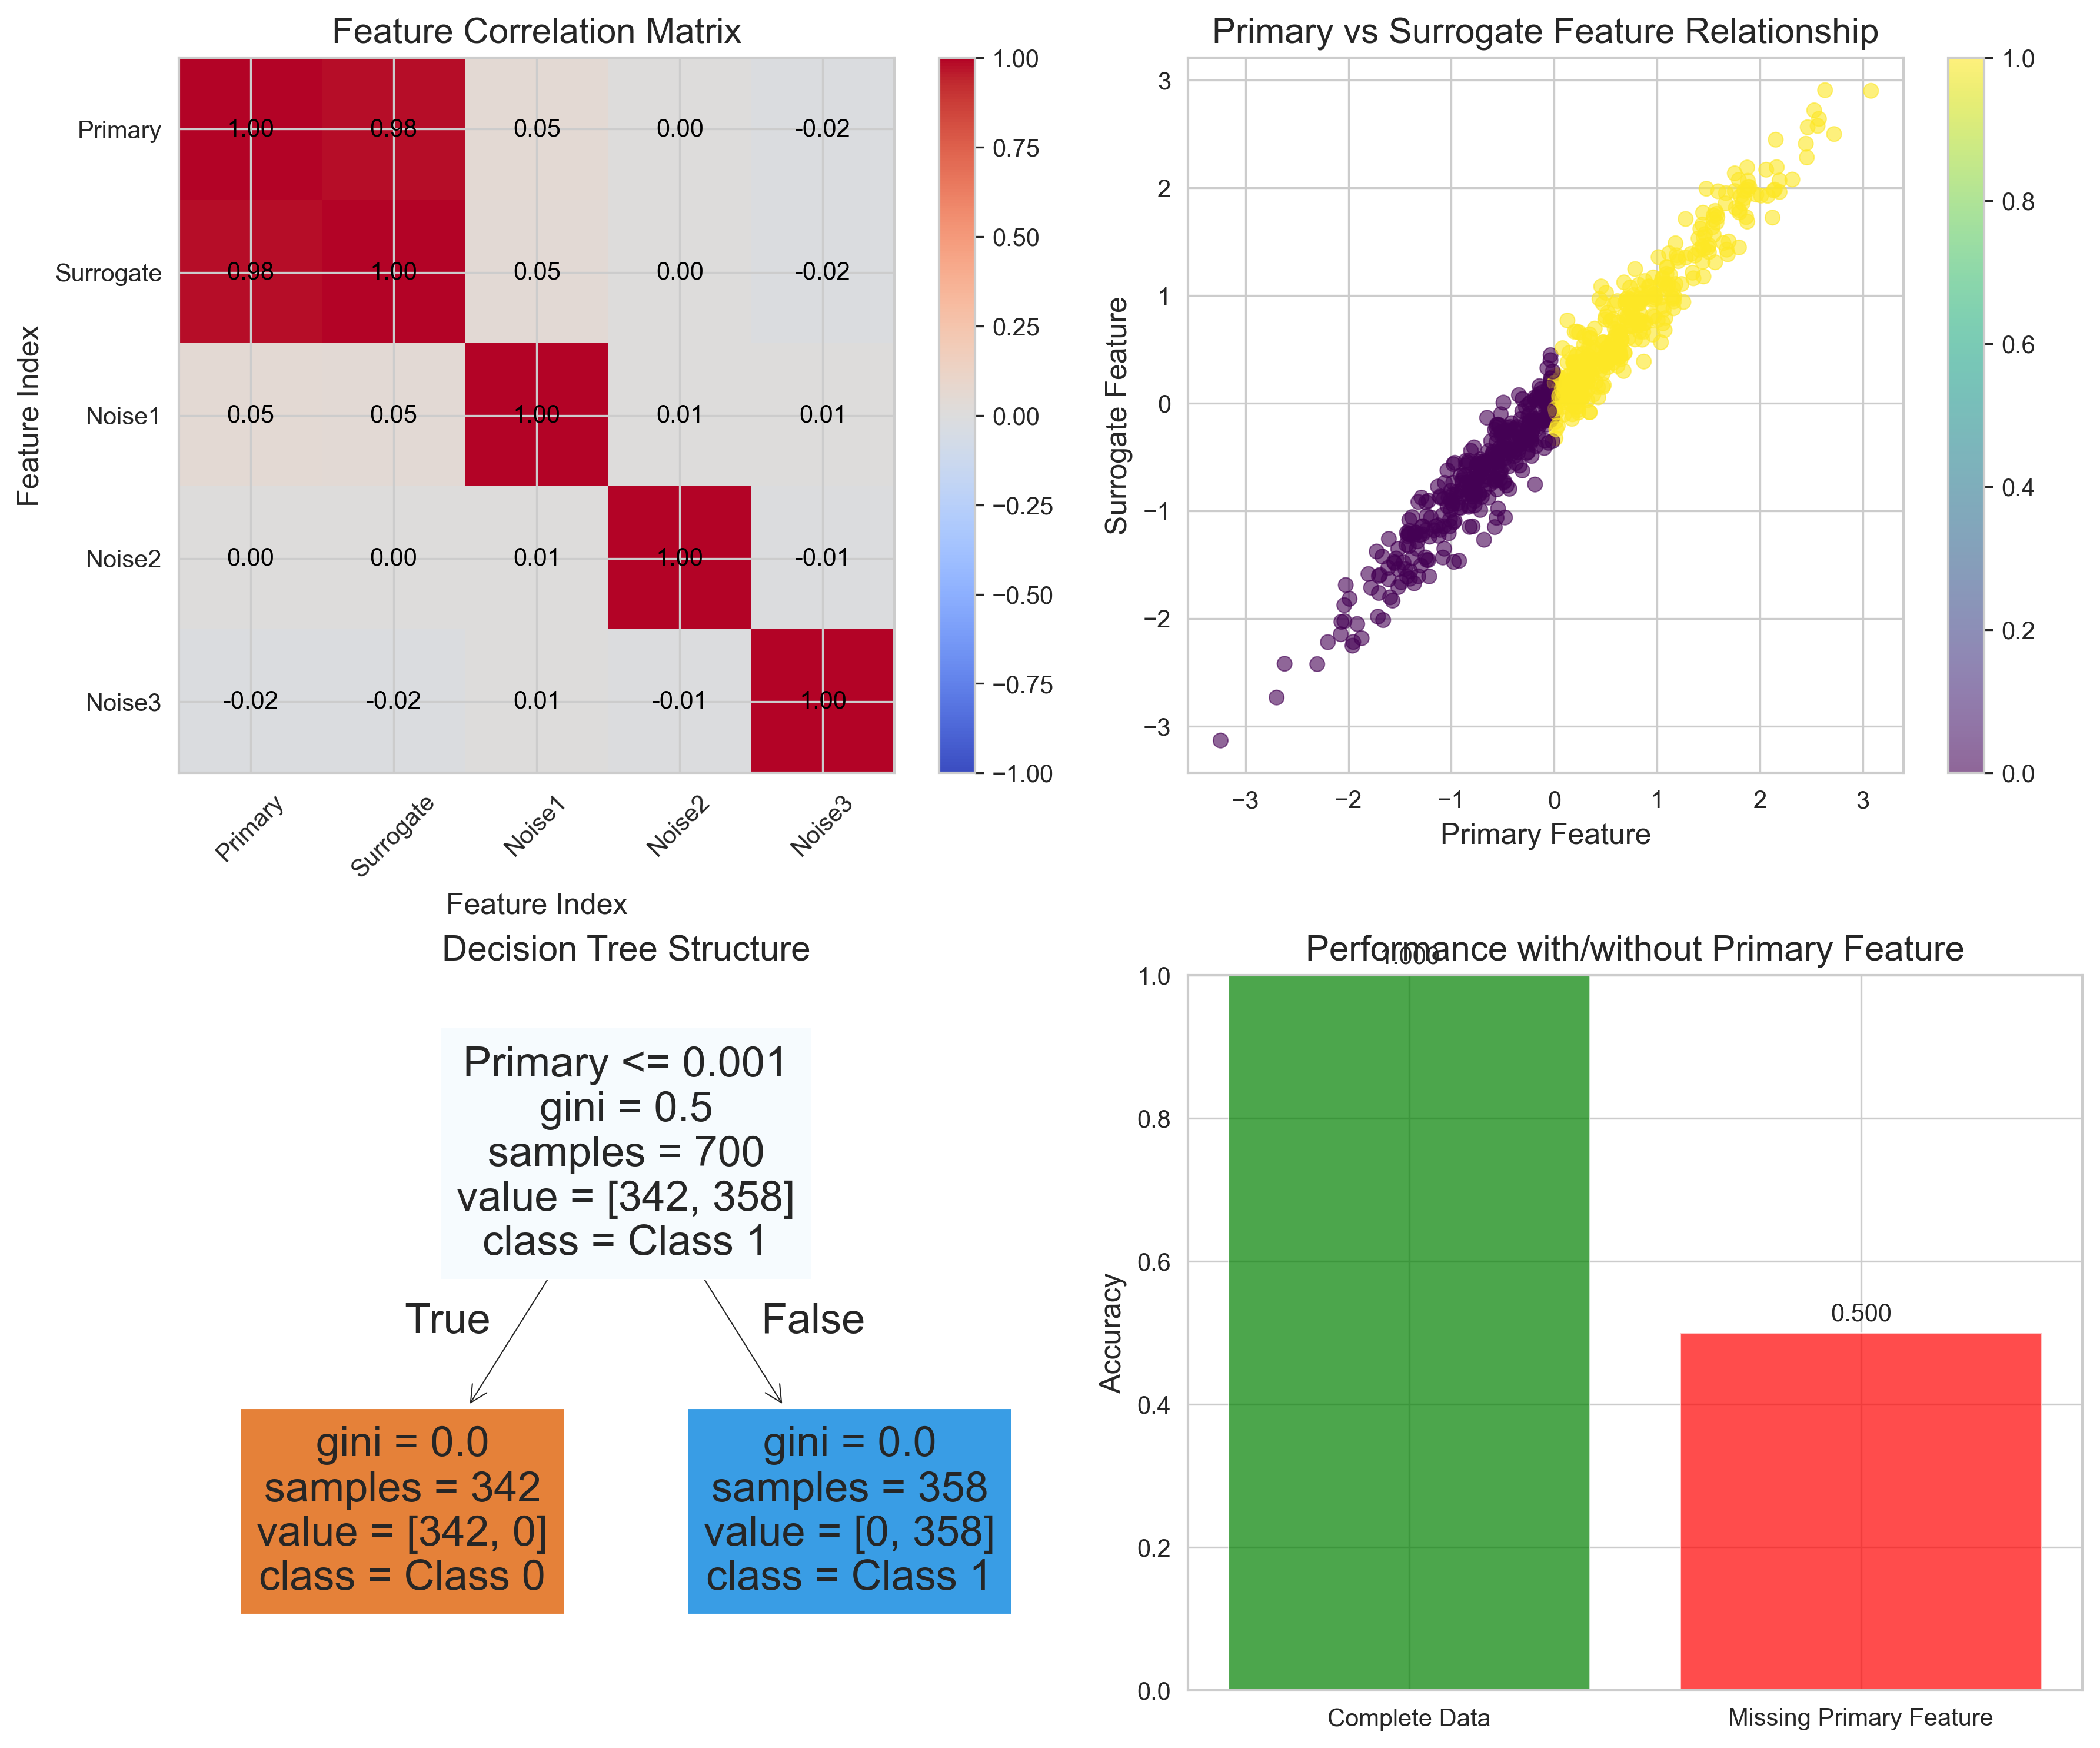 Feature Correlation Matrix
Feature Index
Primary
1.00 0.98 0.05 0.00 -0.02
Surrogate
0.98 1.00 0.05 0.00 -0.02
Noise1
0.05 0.05 1.00 0.01 0.01
Noise2
0.00 0.00 0.01 1.00 -0.01
Noise3
-0.02 -0.02 0.01 -0.01 1.00
Primary Surrogate Noise1 Noise2 Noise3
Feature Index
1.00
0.75
0.50
0.25
0.00
−0.25
−0.50
−0.75
−1.00
Primary vs Surrogate Feature Relationship
Surrogate Feature
3
2
1
0
−1
−2
−3
−3 −2 −1 0 1 2 3
Primary Feature
1.0
0.8
0.6
0.4
0.2
0.0
Decision Tree Structure
Primary <= 0.001
gini = 0.5
samples = 700
value = [342, 358]
class = Class 1
True
False
gini = 0.0
samples = 342
value = [342, 0]
class = Class 0
gini = 0.0
samples = 358
value = [0, 358]
class = Class 1
Performance with/without Primary Feature
1.000
0.500
Accuracy
1.0
0.8
0.6
0.4
0.2
0.0
Complete Data Missing Primary Feature